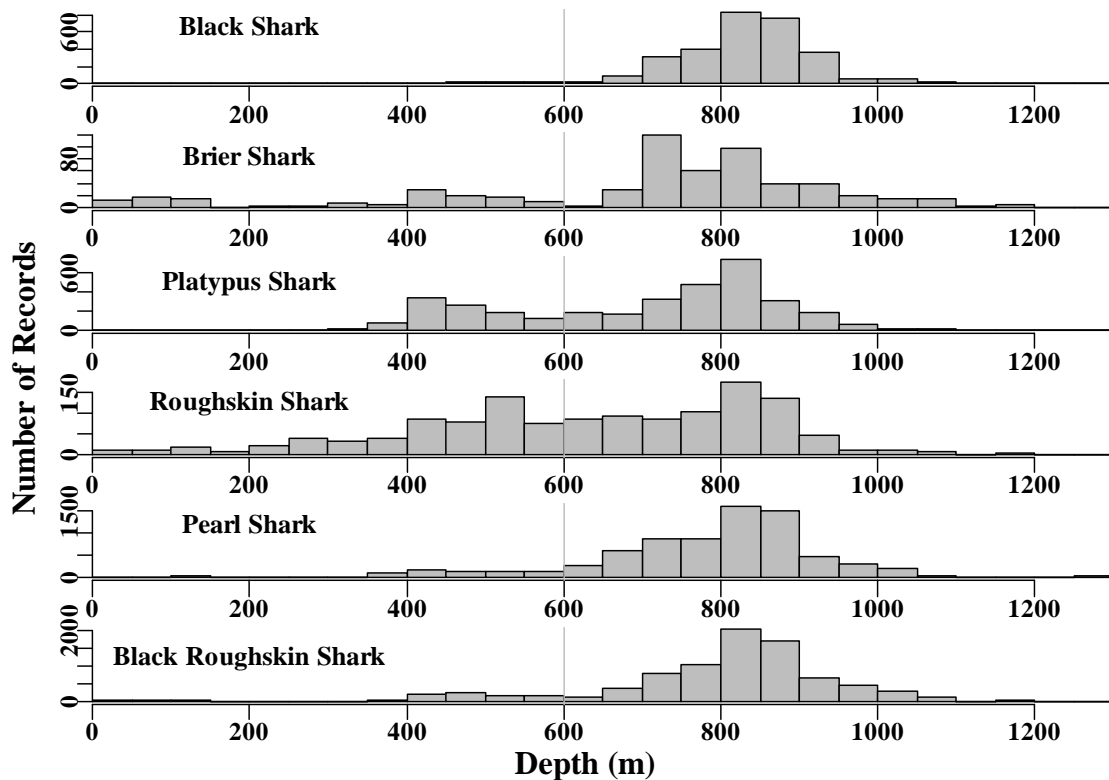 Number of Records
Black Shark
0 600
0 200 400 600 800 1000 1200
Brier Shark
0 80
0 200 400 600 800 1000 1200
Platypus Shark
0 600
0 200 400 600 800 1000 1200
Roughskin Shark
0 150
0 200 400 600 800 1000 1200
Pearl Shark
0 1500
0 200 400 600 800 1000 1200
Black Roughskin Shark
0 2000
0 200 400 600 800 1000 1200
Depth (m)